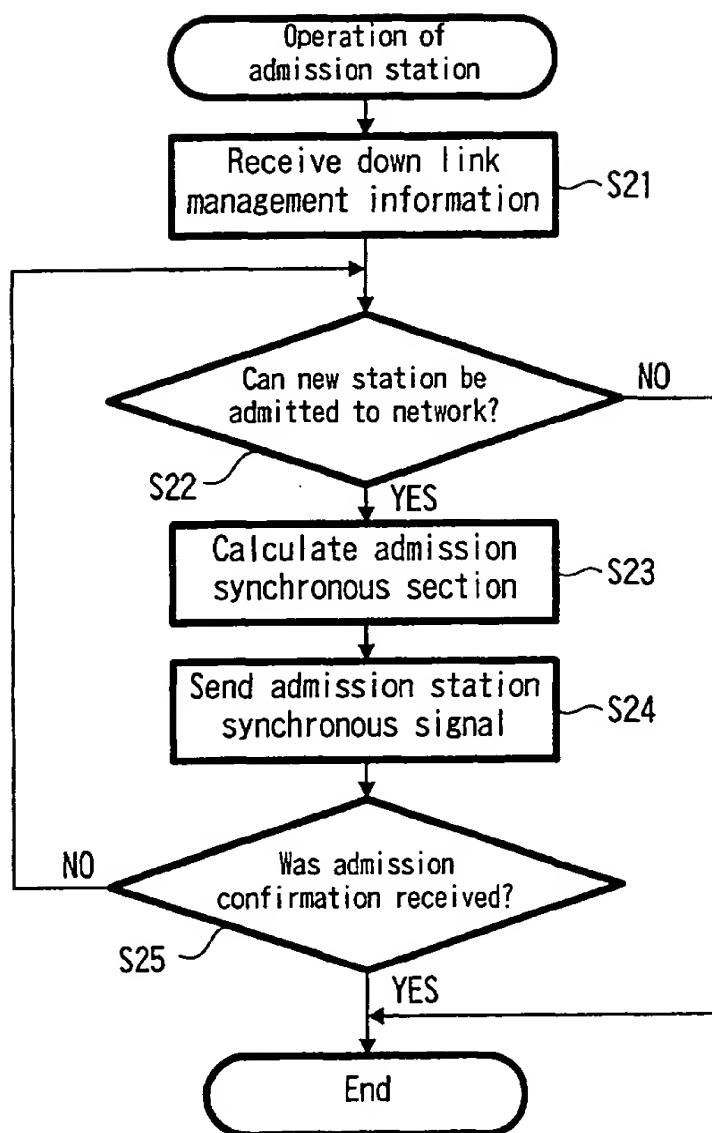 Operation of
admission station
Receive down link
management information
S21
Can new station be
admitted to network?
NO
S22
YES
Calculate admission
synchronous section
S23
Send admission station
synchronous signal
S24
NO
Was admission
confirmation received?
S25
YES
End